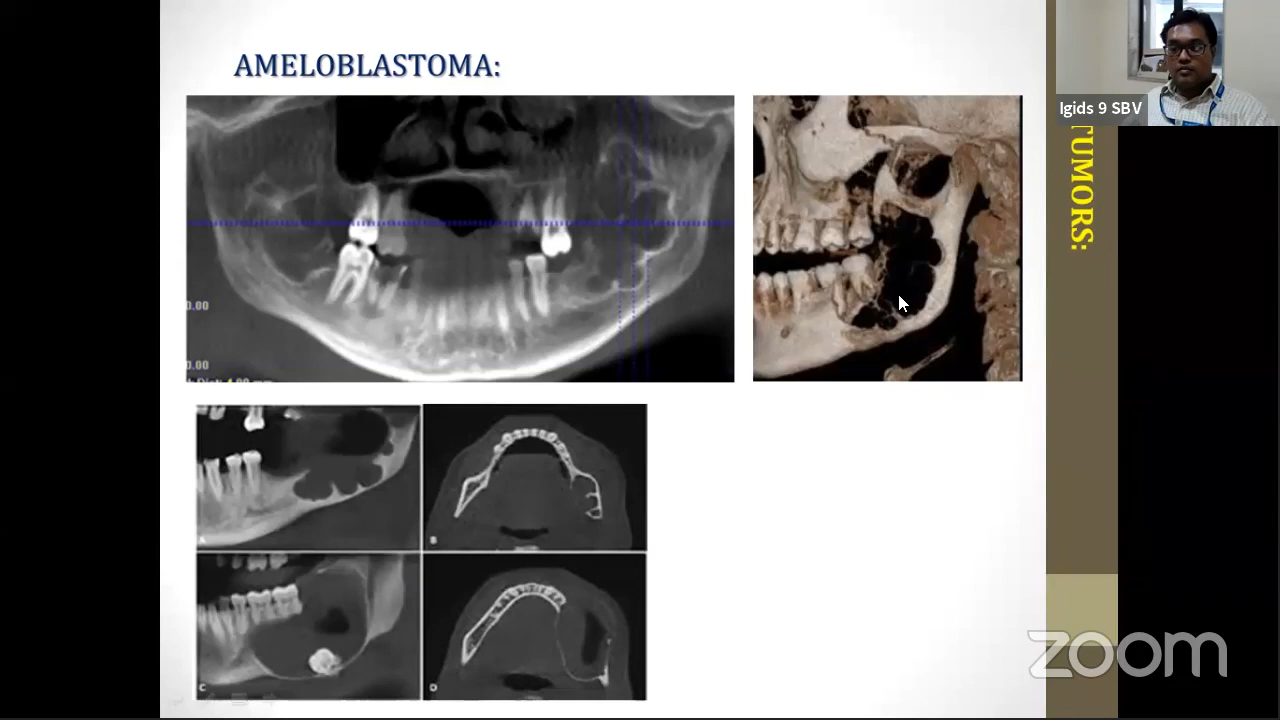 AMELOBLASTOMA:
Igids 9 SBV
TUMORS:
0.00
0.00
A
B
C
D
zoom